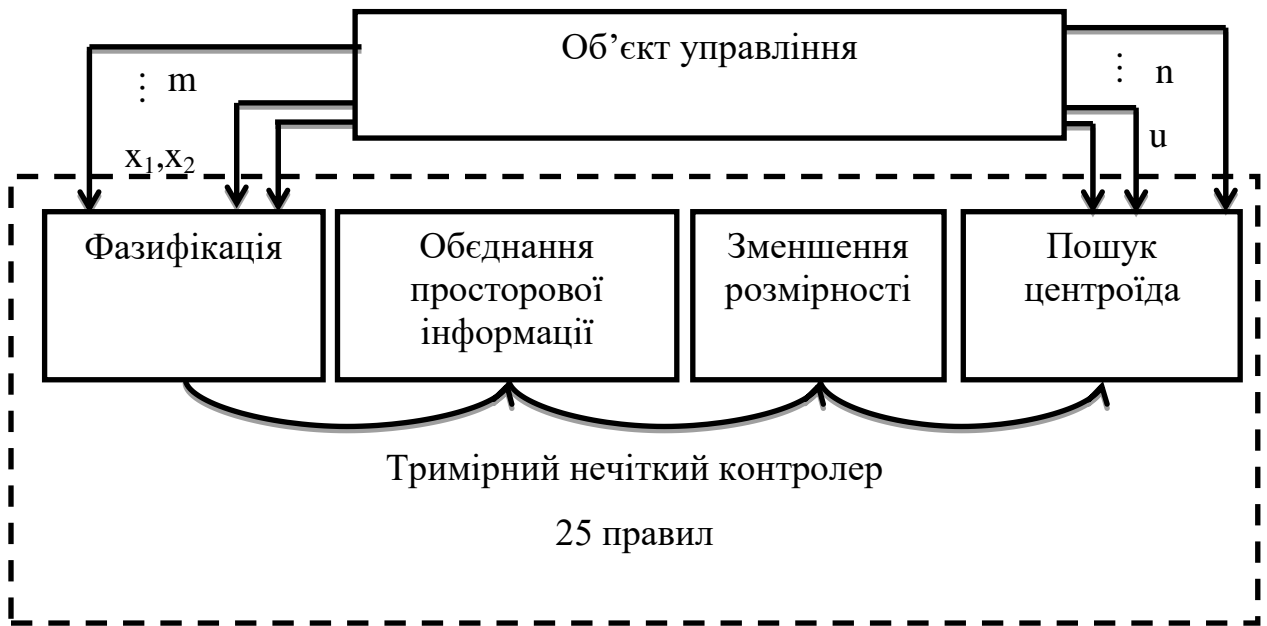 Об’єкт управління
⋮ m
⋮ n
x₁,x₂
u
Фазифікація
Обєднання
просторової
інформації
Зменшення
розмірності
Пошук
центроїда
Тримірний нечіткий контролер
25 правил